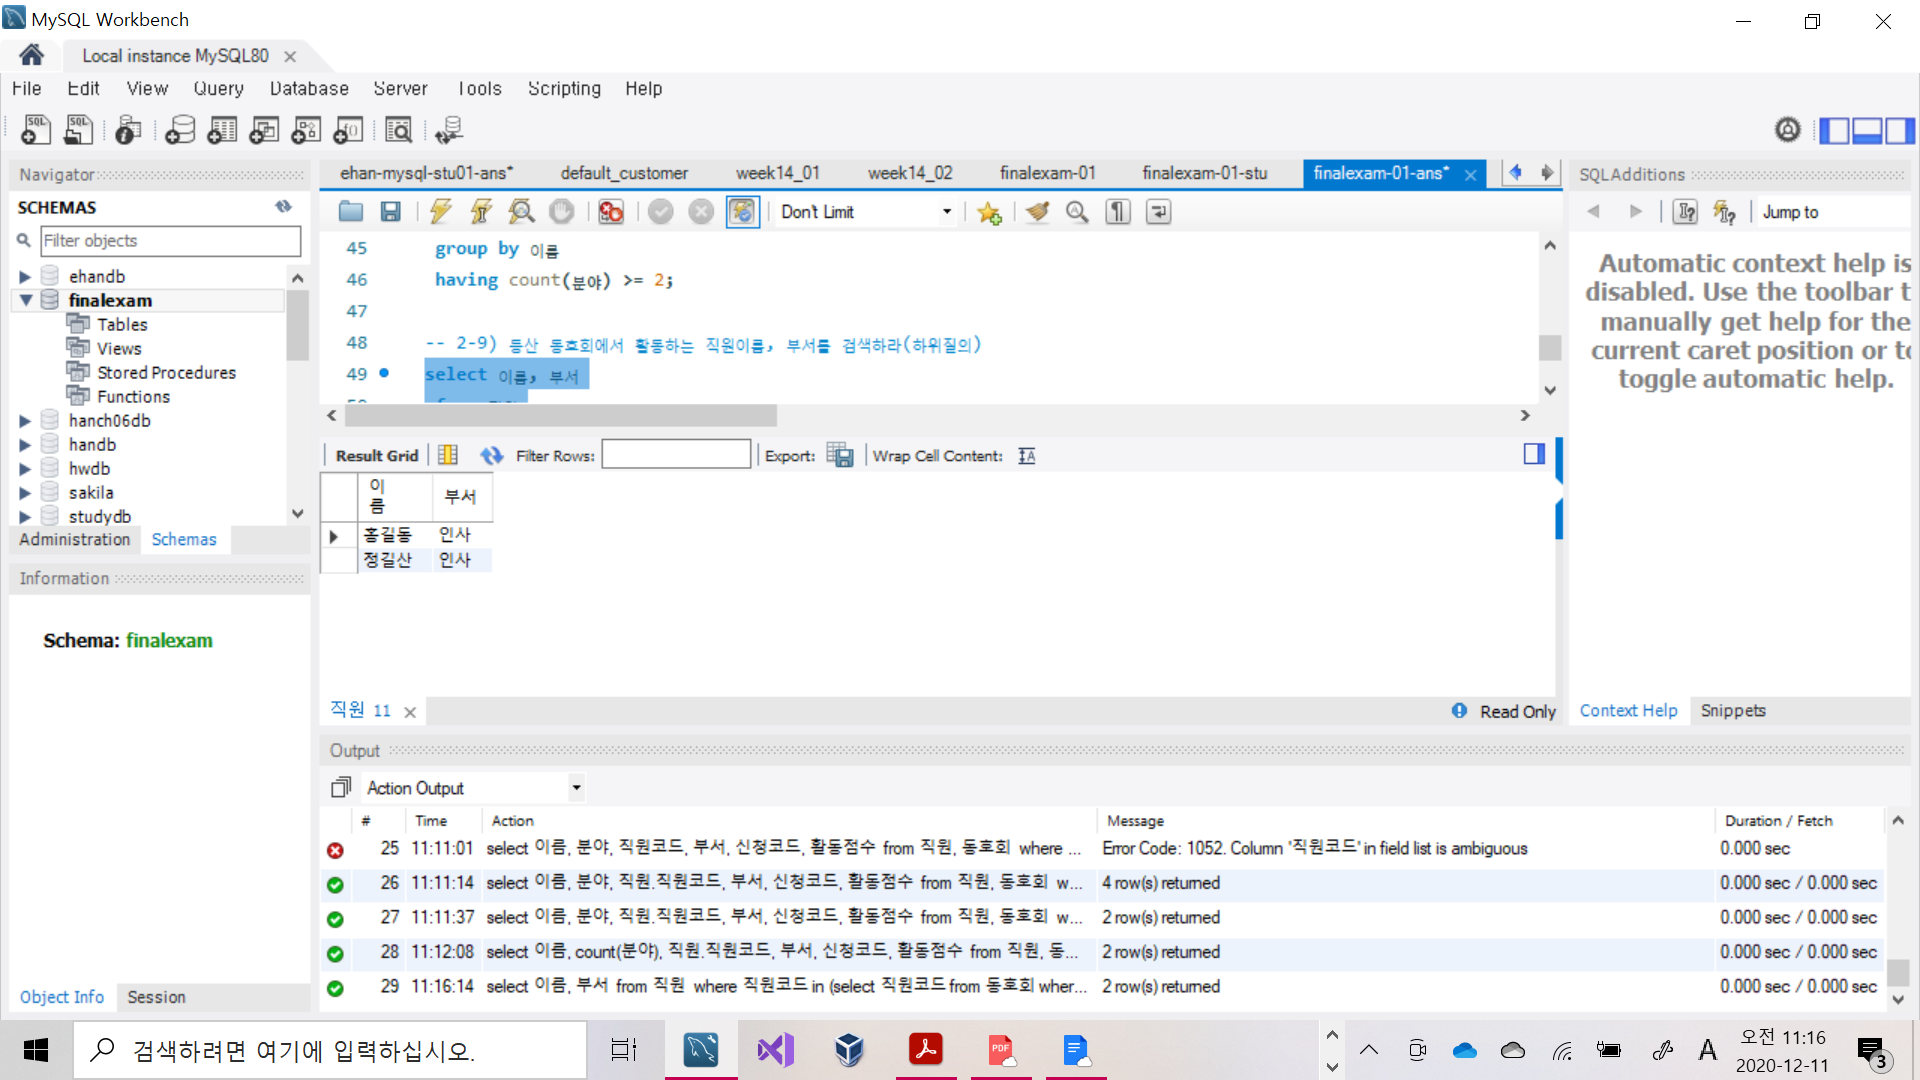 MySQL Workbench
Local instance MySQL80
File Edit View Query Database Server Tools Scripting Help
Navigator
SCHEMAS
Filter objects
ehandb
finalexam
Tables
Views
Stored Procedures
Functions
hanch06db
handb
hwdb
sakila
studydb
Administration Schemas
Information
Schema: finalexam
Object Info Session
ehan-mysql-stu01-ans* default_customer week14_01 week14_02 finalexam-01 finalexam-01-stu finalexam-01-ans*
Don't Limit
45 group by 이름
46 having count(분야) >= 2;
47
48 -- 2-9) 등산 동호회에서 활동하는 직원이름, 부서를 검색하라(하위질의)
49 select 이름, 부서
Result Grid Filter Rows: Export: Wrap Cell Content:
이름 부서
홍길동 인사
정길산 인사
직원 11
Read Only
SQLAdditions
Jump to
Automatic context help is
disabled. Use the toolbar t
manually get help for the
current caret position or to
toggle automatic help.
Context Help Snippets
Output
Action Output
# Time Action Message Duration / Fetch
25 11:11:01 select 이름, 분야, 직원코드, 부서, 신청코드, 활동점수 from 직원, 동호회 where ... Error Code: 1052. Column '직원코드' in field list is ambiguous 0.000 sec
26 11:11:14 select 이름, 분야, 직원.직원코드, 부서, 신청코드, 활동점수 from 직원, 동호회 w... 4 row(s) returned 0.000 sec / 0.000 sec
27 11:11:37 select 이름, 분야, 직원.직원코드, 부서, 신청코드, 활동점수 from 직원, 동호회 w... 2 row(s) returned 0.000 sec / 0.000 sec
28 11:12:08 select 이름, count(분야), 직원.직원코드, 부서, 신청코드, 활동점수 from 직원, 동... 2 row(s) returned 0.000 sec / 0.000 sec
29 11:16:14 select 이름, 부서 from 직원 where 직원코드 in (select 직원코드 from 동호회 wher... 2 row(s) returned 0.000 sec / 0.000 sec
검색하려면 여기에 입력하십시오.
A
오전 11:16
2020-12-11
3